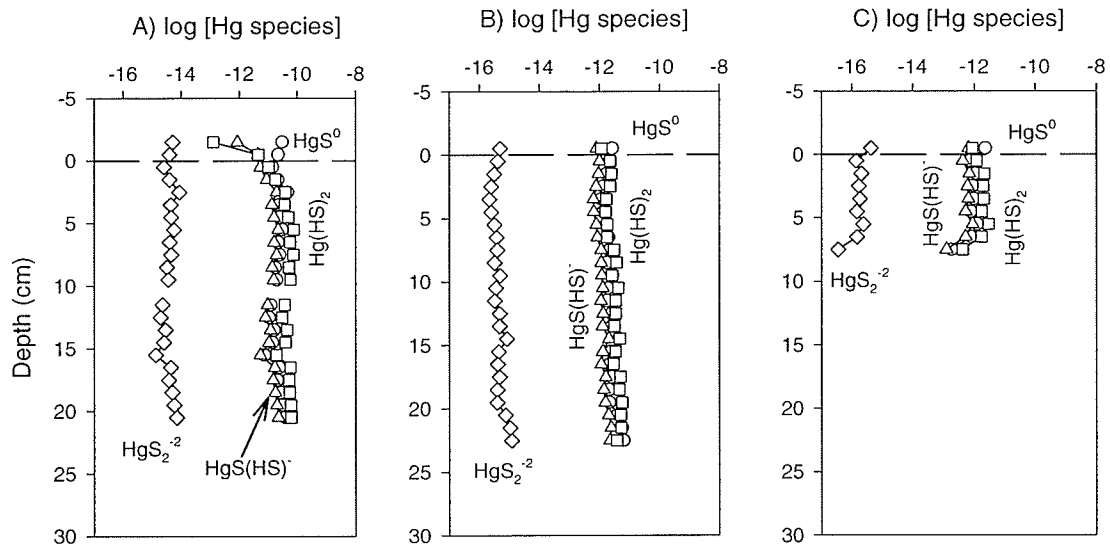 A) log [Hg species]
-16 -14 -12 -10 -8
-5
0
5
10
15
20
25
30
Depth (cm)
HgS⁰
Hg(HS)₂
HgS₂⁻²
HgS(HS)⁻
B) log [Hg species]
-16 -14 -12 -10 -8
-5
0
5
10
15
20
25
30
HgS⁰
Hg(HS)₂
HgS(HS)⁻
HgS₂⁻²
C) log [Hg species]
-16 -14 -12 -10 -8
-5
0
5
10
15
20
25
30
HgS⁰
HgS(HS)⁻
Hg(HS)₂
HgS₂⁻²